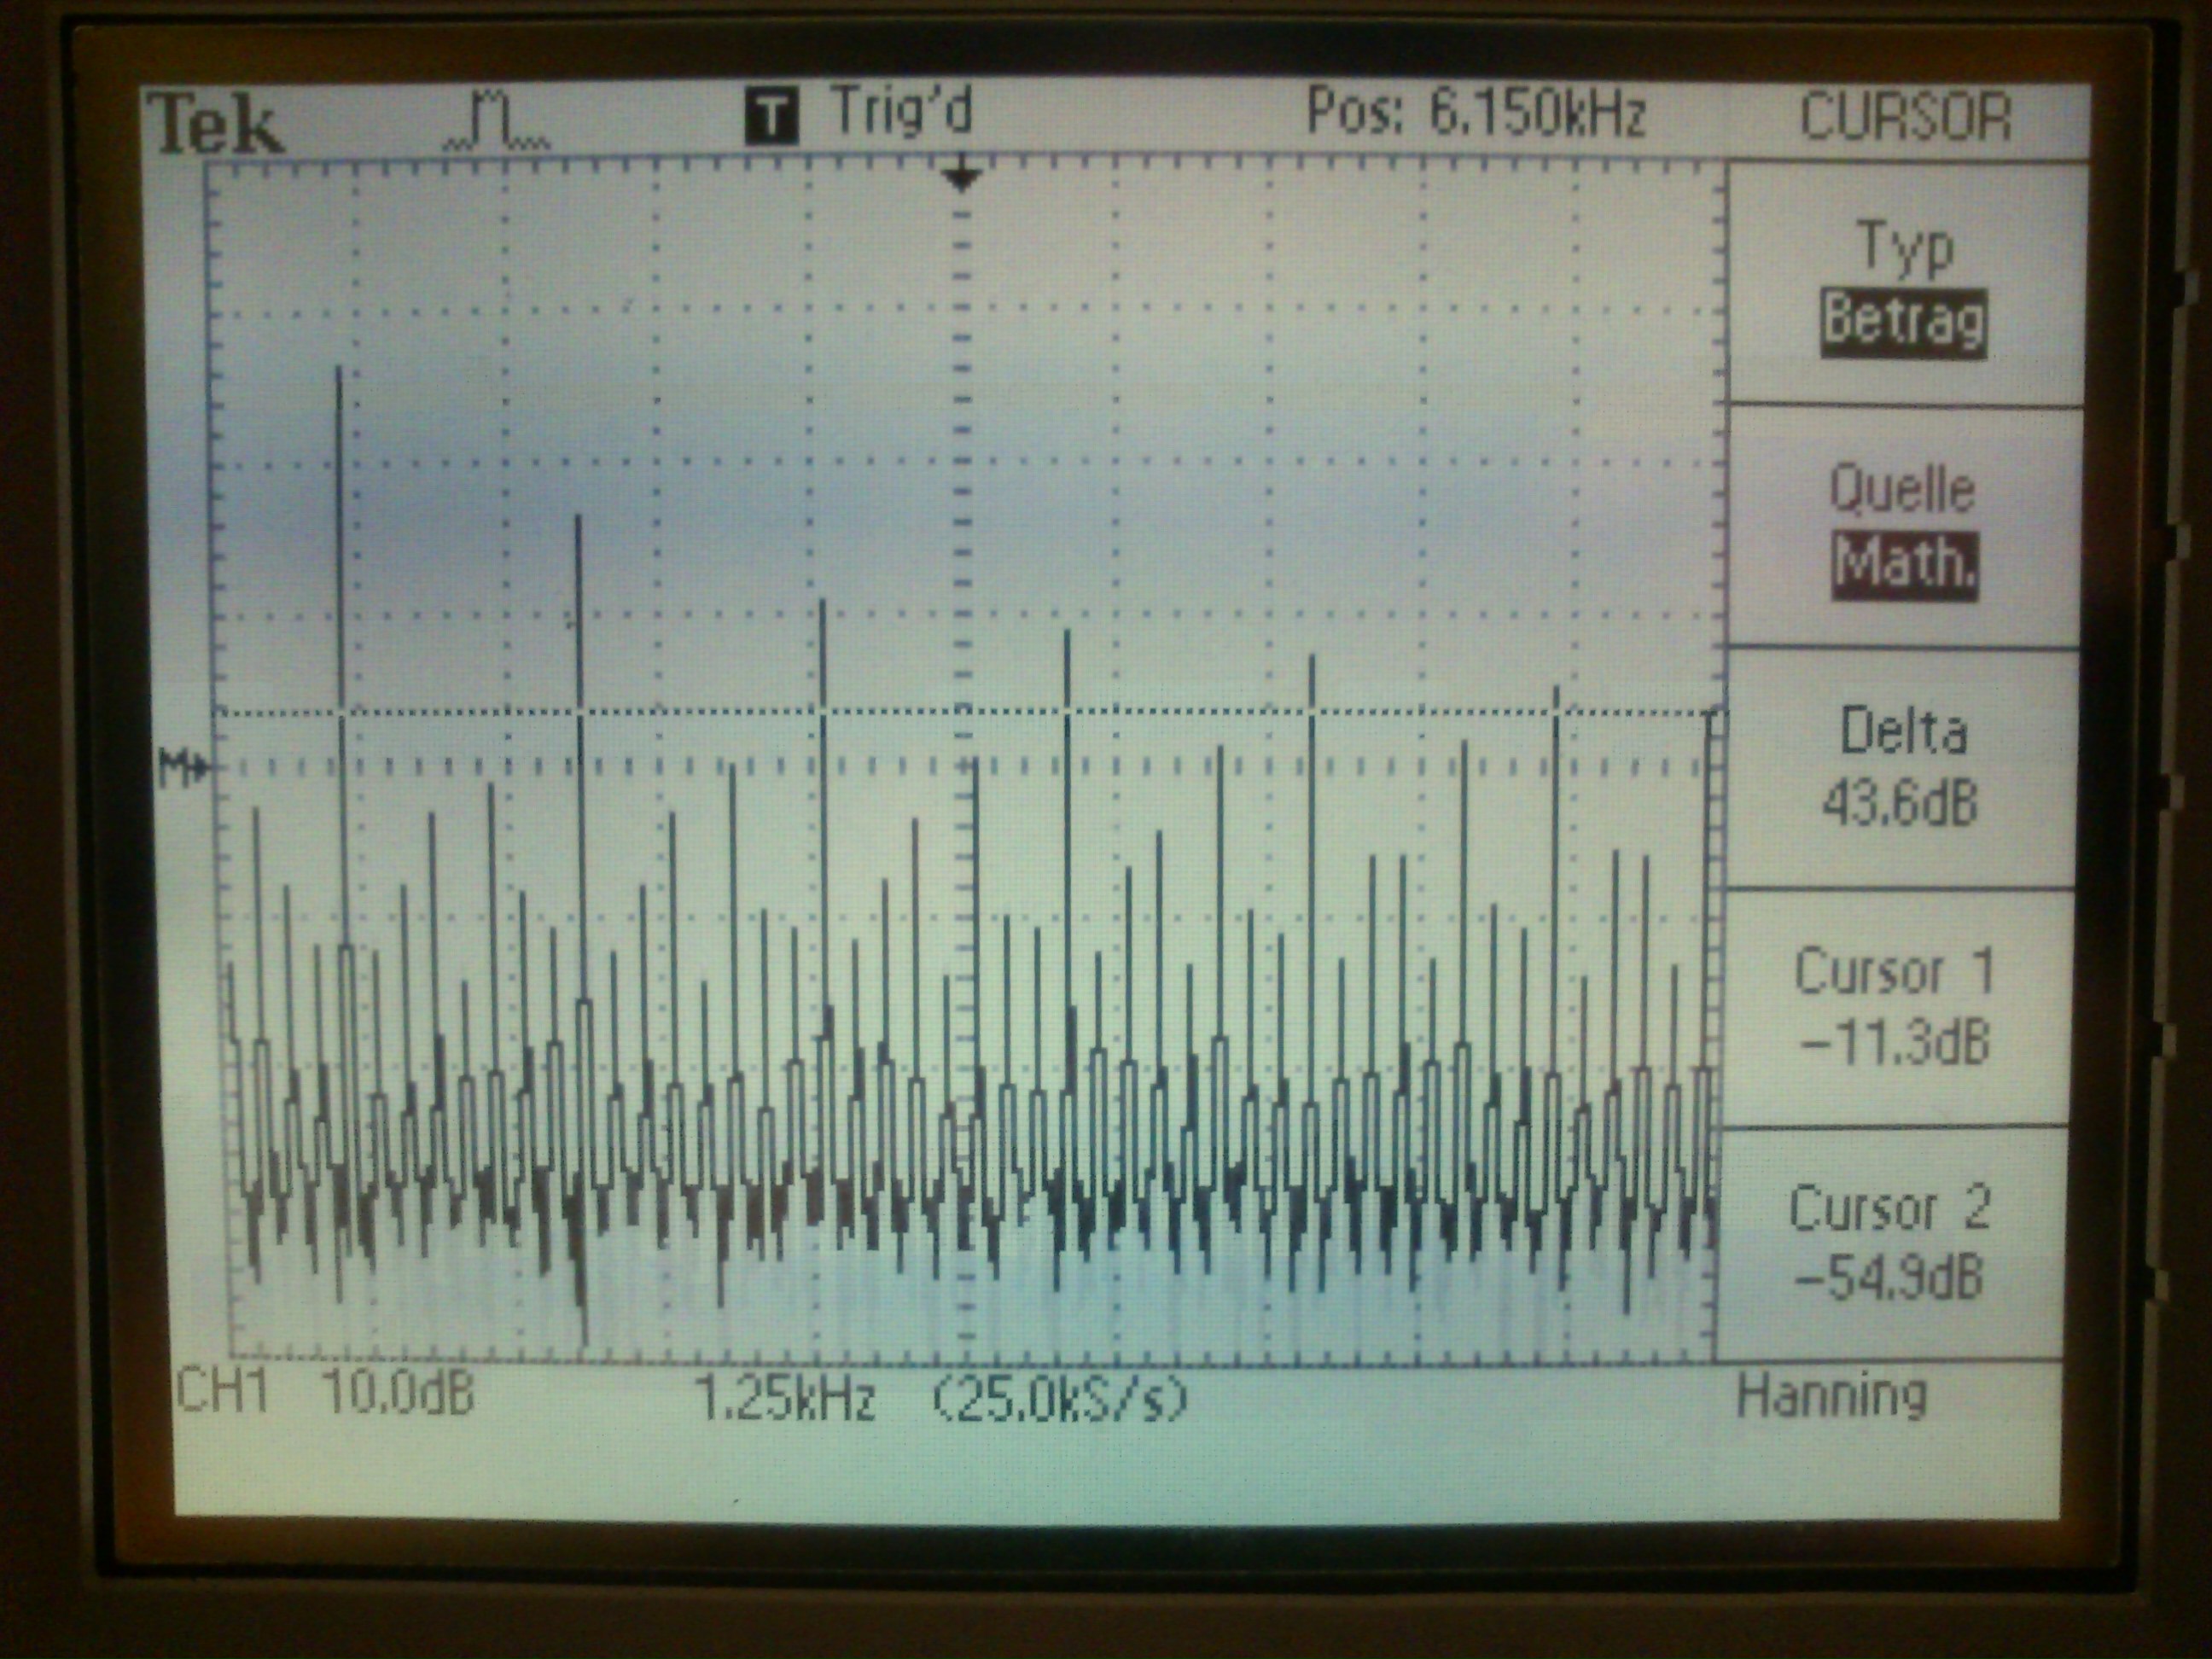 Tek T Trig'd Pos: 6.150kHz CURSOR
Typ
Betrag
Quelle
Math.
Delta
43.6dB
Cursor 1
-11.3dB
Cursor 2
-54.9dB
M
CH1 10.0dB 1.25kHz (25.0kS/s) Hanning